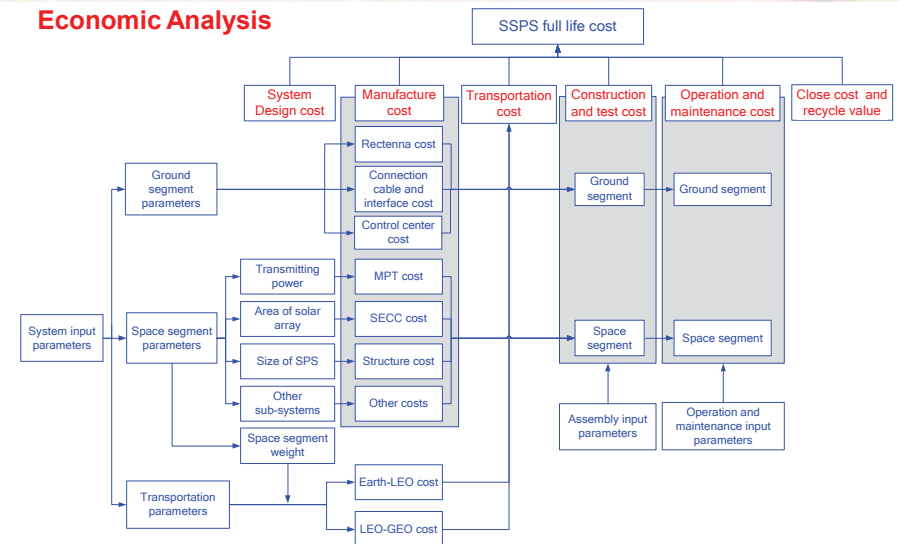 Economic Analysis
SSPS full life cost
System
Design cost
Manufacture
cost
Transportation
cost
Construction
and test cost
Operation and
maintenance cost
Close cost and
recycle value
Rectenna cost
Ground
segment
parameters
Connection
cable and
interface cost
Ground
segment
Ground segment
Control center
cost
Transmitting
power
MPT cost
System input
parameters
Space segment
parameters
Area of solar
array
SECC cost
Space
segment
Space segment
Size of SPS
Structure cost
Other
sub-systems
Other costs
Assembly input
parameters
Operation and
maintenance input
parameters
Space segment
weight
Transportation
parameters
Earth-LEO cost
LEO-GEO cost